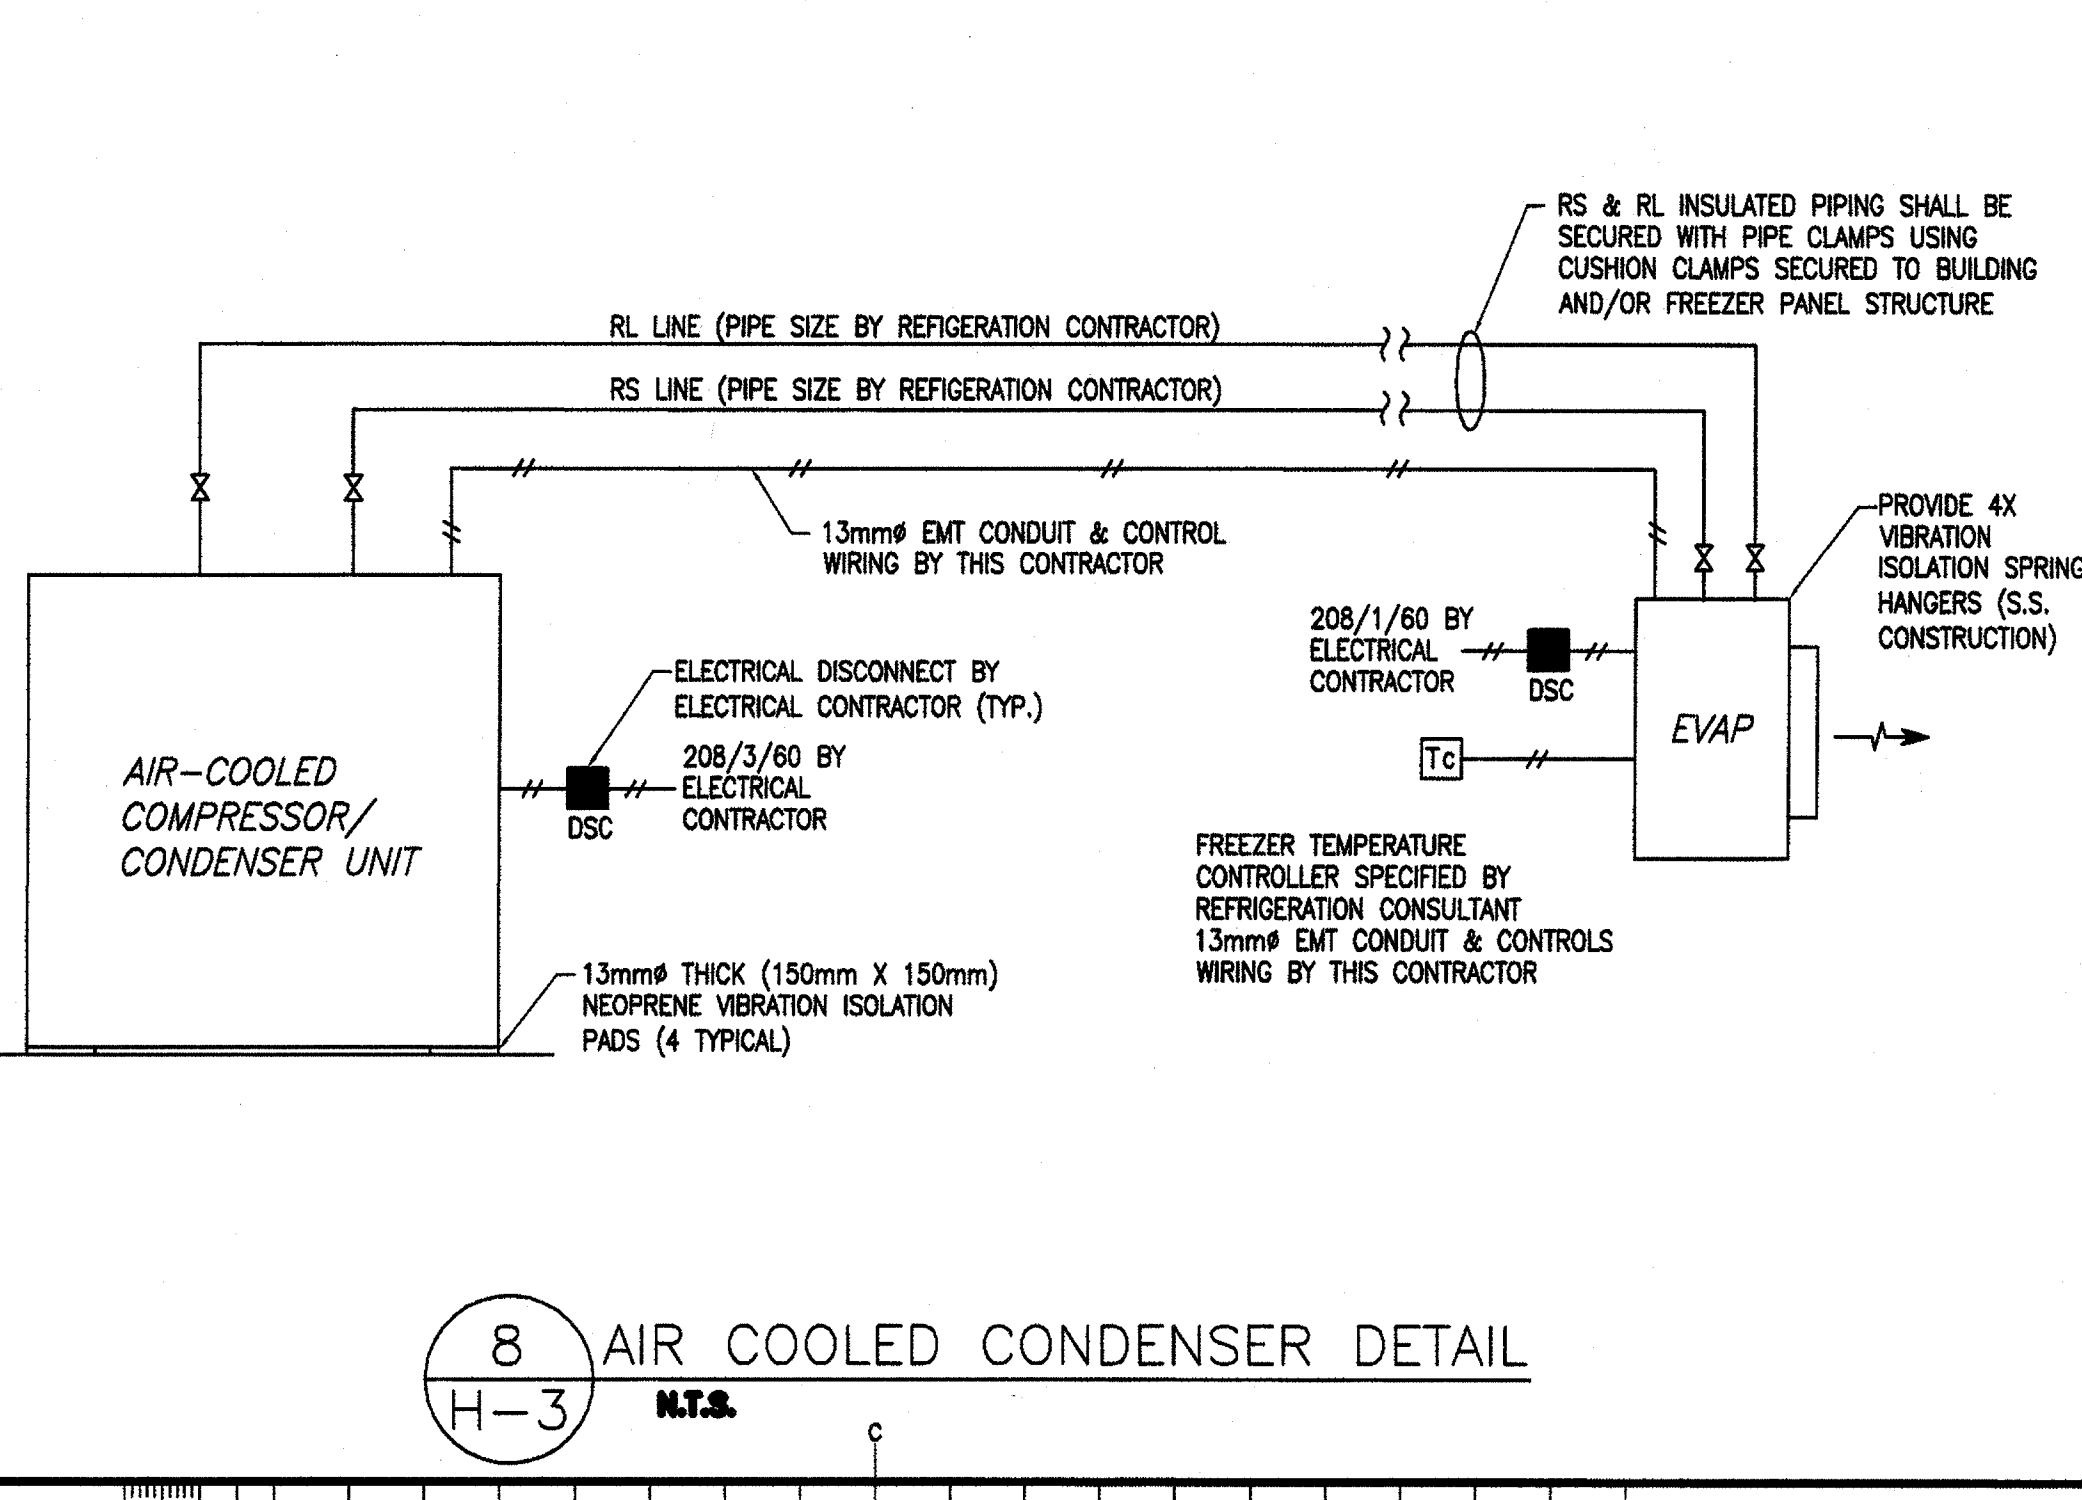 RS & RL INSULATED PIPING SHALL BE
SECURED WITH PIPE CLAMPS USING
CUSHION CLAMPS SECURED TO BUILDING
AND/OR FREEZER PANEL STRUCTURE
RL LINE (PIPE SIZE BY REFIGERATION CONTRACTOR)
RS LINE (PIPE SIZE BY REFIGERATION CONTRACTOR)
13mmø EMT CONDUIT & CONTROL
WIRING BY THIS CONTRACTOR
PROVIDE 4X
VIBRATION
ISOLATION SPRING
HANGERS (S.S.
CONSTRUCTION)
208/1/60 BY
ELECTRICAL
CONTRACTOR
DSC
ELECTRICAL DISCONNECT BY
ELECTRICAL CONTRACTOR (TYP.)
208/3/60 BY
ELECTRICAL
CONTRACTOR
DSC
AIR-COOLED
COMPRESSOR/
CONDENSER UNIT
EVAP
Tc
FREEZER TEMPERATURE
CONTROLLER SPECIFIED BY
REFRIGERATION CONSULTANT
13mmø EMT CONDUIT & CONTROLS
WIRING BY THIS CONTRACTOR
13mmø THICK (150mm X 150mm)
NEOPRENE VIBRATION ISOLATION
PADS (4 TYPICAL)
8
H-3
AIR COOLED CONDENSER DETAIL
N.T.S.
C